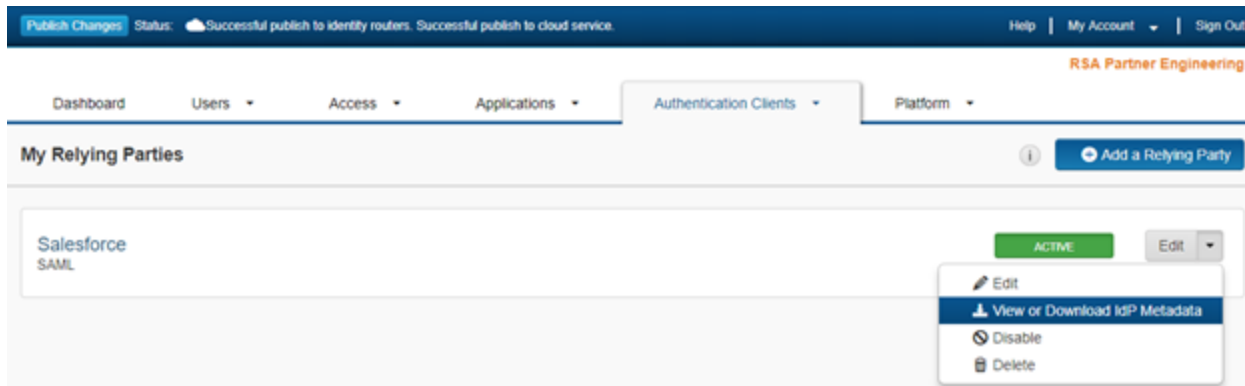 Publish Changes Status: Successful publish to identity routers. Successful publish to cloud service. Help | My Account | Sign Out
RSA Partner Engineering
Dashboard Users Access Applications Authentication Clients Platform
My Relying Parties i Add a Relying Party
Salesforce
SAML
ACTIVE Edit
Edit
View or Download IdP Metadata
Disable
Delete